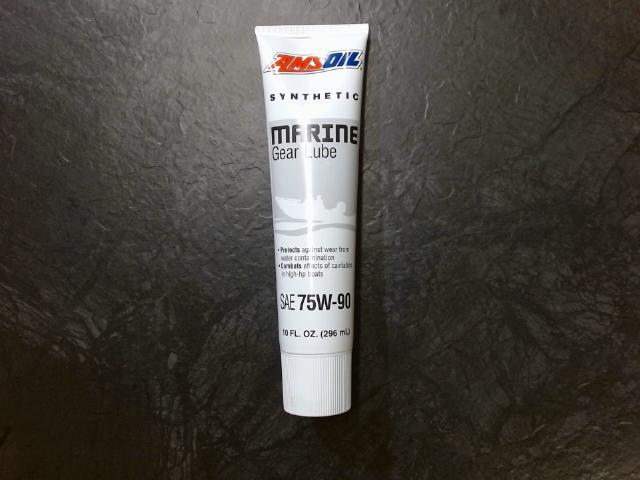 AMSOIL
SYNTHETIC
MARINE
Gear Lube
• Protects against wear from
water contamination
• Combats effects of cavitation
in high-hp boats
SAE 75W-90
10 FL. OZ. (296 mL)